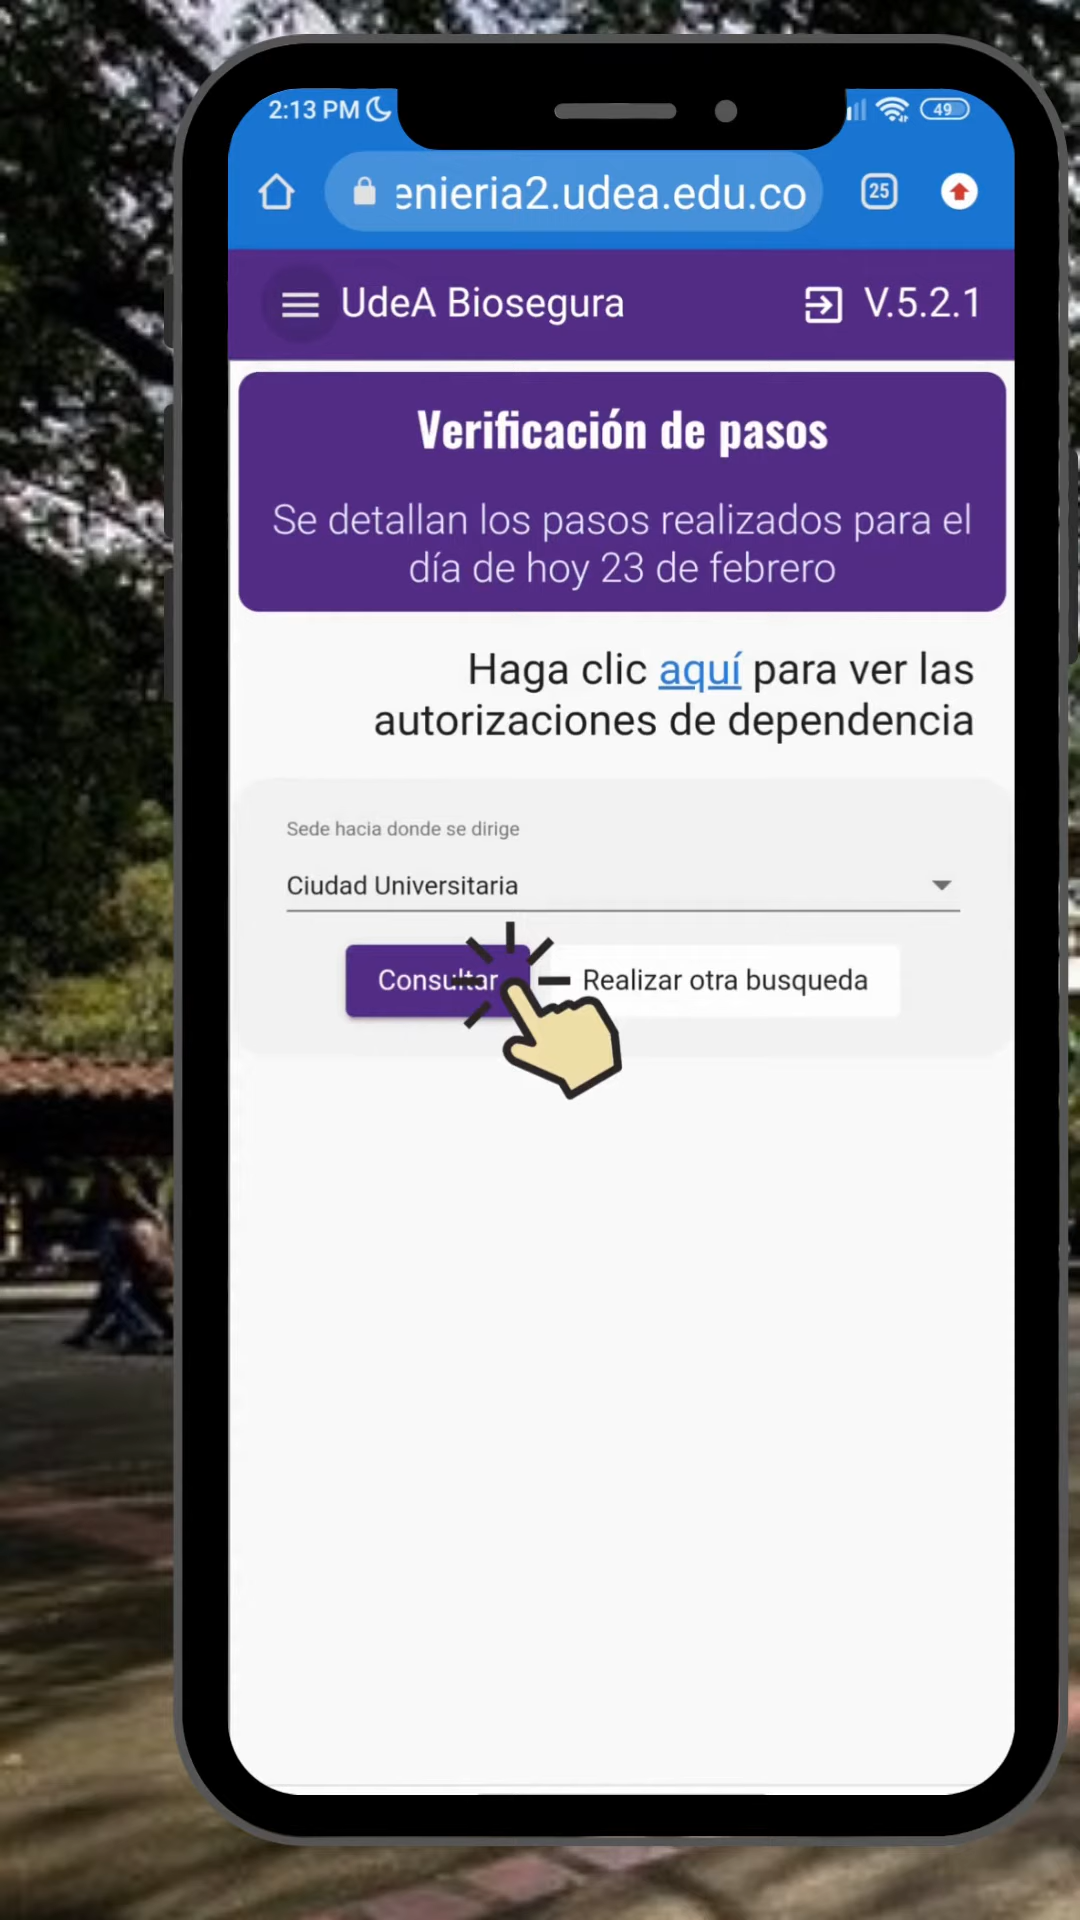 2:13 PM
49
enieria2.udea.edu.co
25
UdeA Biosegura
V.5.2.1
Verificación de pasos
Se detallan los pasos realizados para el
día de hoy 23 de febrero
Haga clic aquí para ver las
autorizaciones de dependencia
Sede hacia donde se dirige
Ciudad Universitaria
Consultar
Realizar otra busqueda